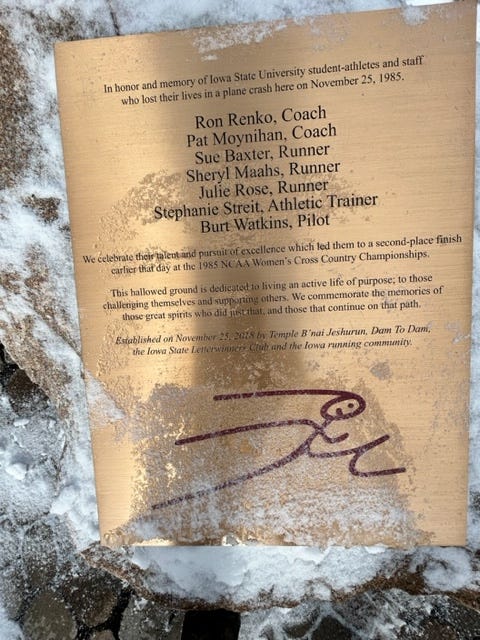 In honor and memory of Iowa State University student-athletes and staff
who lost their lives in a plane crash here on November 25, 1985.
Ron Renko, Coach
Pat Moynihan, Coach
Sue Baxter, Runner
Sheryl Maahs, Runner
Julie Rose, Runner
Stephanie Streit, Athletic Trainer
Burt Watkins, Pilot
We celebrate their talent and pursuit of excellence which led them to a second-place finish
earlier that day at the 1985 NCAA Women's Cross Country Championships.
This hallowed ground is dedicated to living an active life of purpose; to those
challenging themselves and supporting others. We commemorate the memories of
those great spirits who did just that, and those that continue on that path.
Established on November 25, 2018 by Temple B'nai Jeshurun, Dam To Dam,
the Iowa State Letterwinners Club and the Iowa running community.